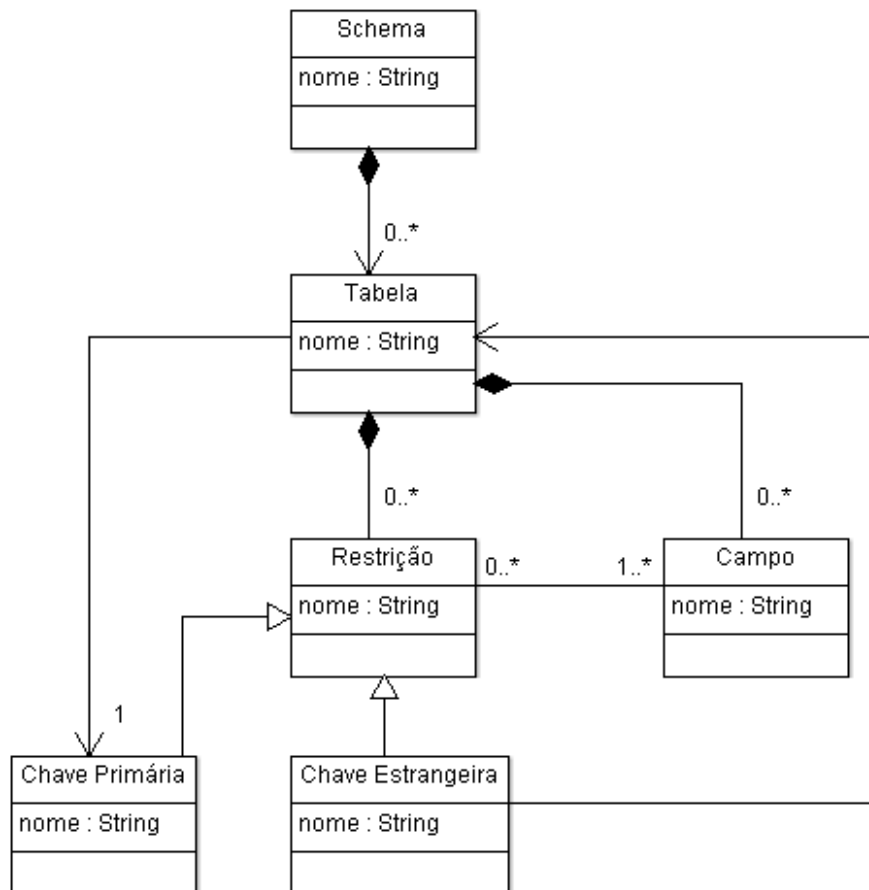 Schema
nome : String
0..*
Tabela
nome : String
0..*
0..*
Restrição
0..*
1..*
Campo
nome : String
nome : String
1
Chave Primária
Chave Estrangeira
nome : String
nome : String